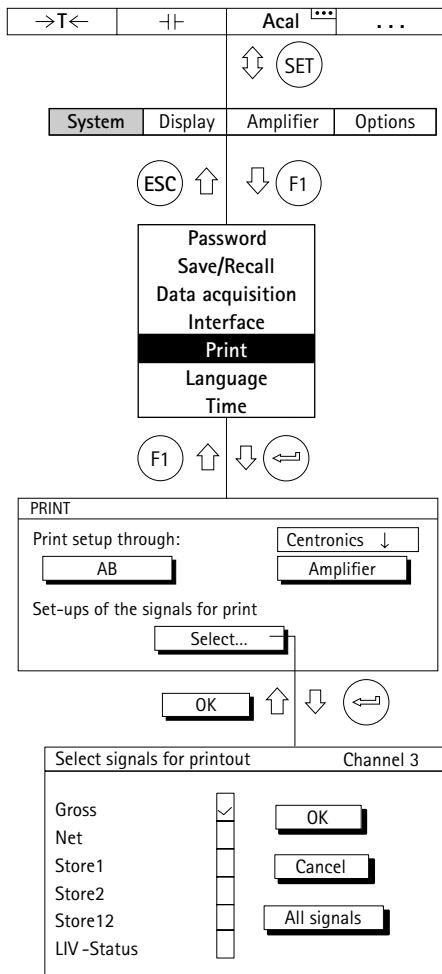 →T← ⊣⊢ Acal ...
SET
System Display Amplifier Options
ESC F1
Password
Save/Recall
Data acquisition
Interface
Print
Language
Time
F1
PRINT
Print setup through: Centronics ↓
AB Amplifier
Set-ups of the signals for print
Select...
OK
Select signals for printout Channel 3
Gross OK
Net
Store1 Cancel
Store2
Store12 All signals
LIV -Status